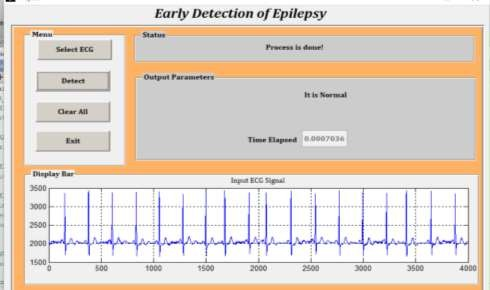 Early Detection of Epilepsy
Menu
Select ECG
Detect
Clear All
Exit
Status
Process is done!
Output Parameters
It is Normal
Time Elapsed 0.0007036
Display Bar
Input ECG Signal
3500
3000
2500
2000
1500
0 500 1000 1500 2000 2500 3000 3500 4000